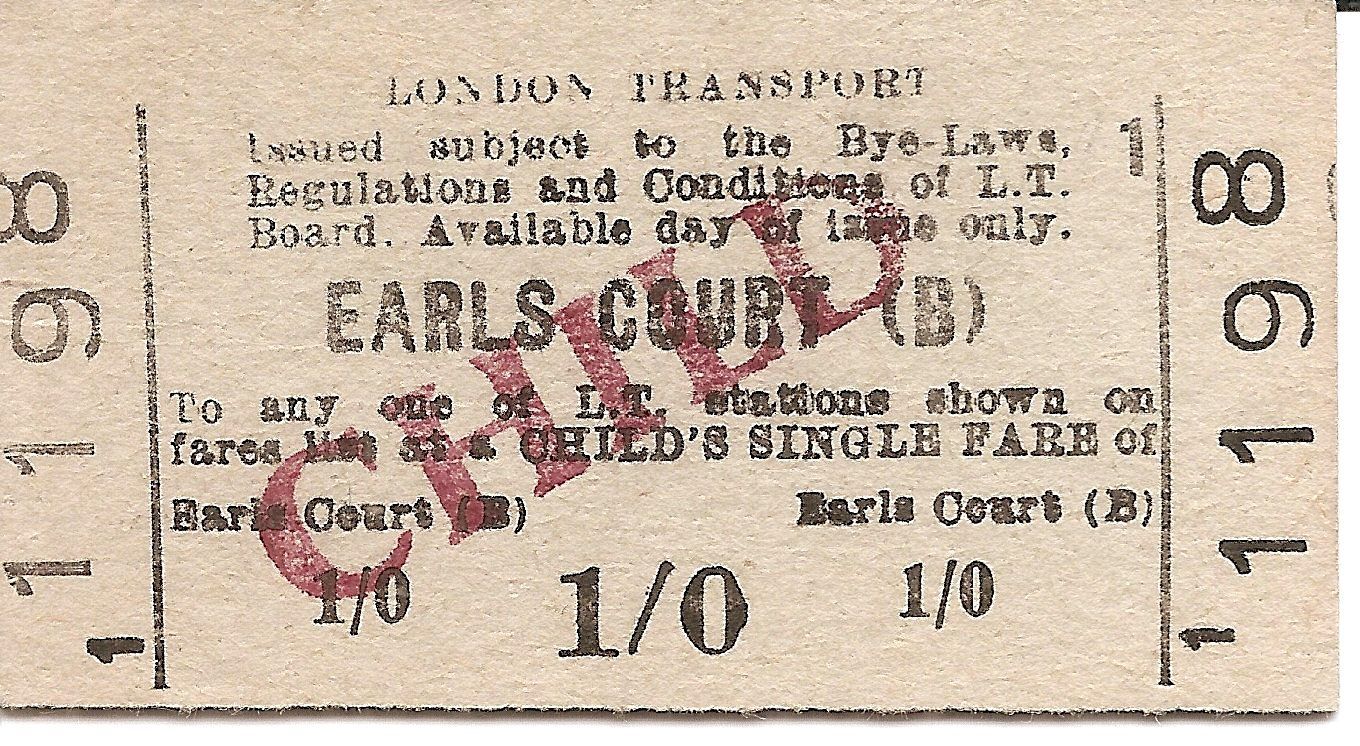 LONDON TRANSPORT
Issued subject to the Bye-Laws, 1
Regulations and Conditions of L.T.
Board. Available day of issue only.
EARLS COURT (B)
CHILD
To any one of L.T. stations shown on
fares list at a CHILD'S SINGLE FARE of
Earls Court (B) Earls Court (B)
1/0 1/0 1/0
1198
1
1198
1